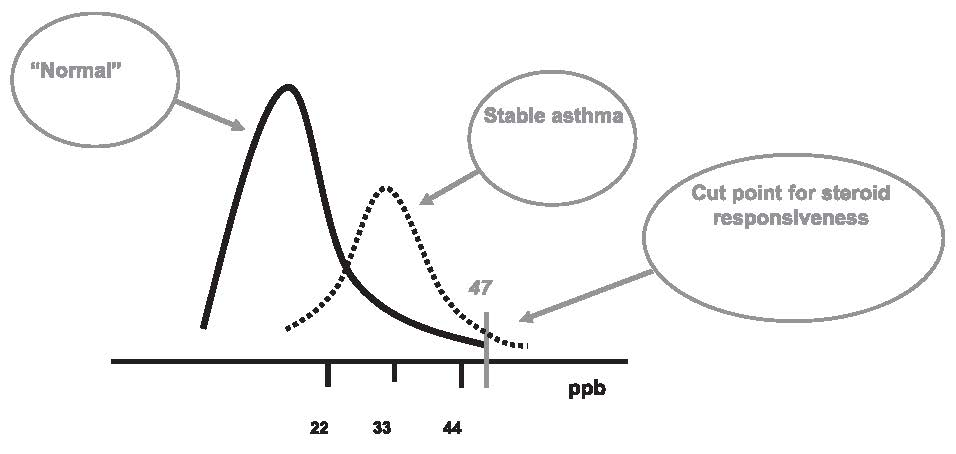 “Normal”
Stable asthma
Cut point for steroid
responsiveness
47
ppb
22
33
44